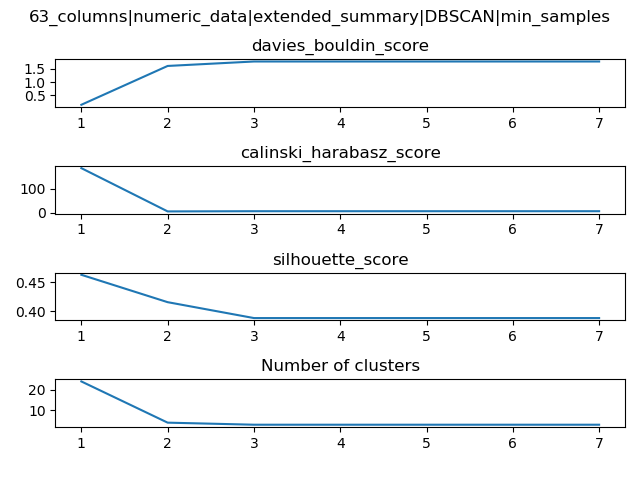 63_columns|numeric_data|extended_summary|DBSCAN|min_samples
davies_bouldin_score
1.5
1.0
0.5
1 2 3 4 5 6 7
calinski_harabasz_score
100
0
1 2 3 4 5 6 7
silhouette_score
0.45
0.40
1 2 3 4 5 6 7
Number of clusters
20
10
1 2 3 4 5 6 7